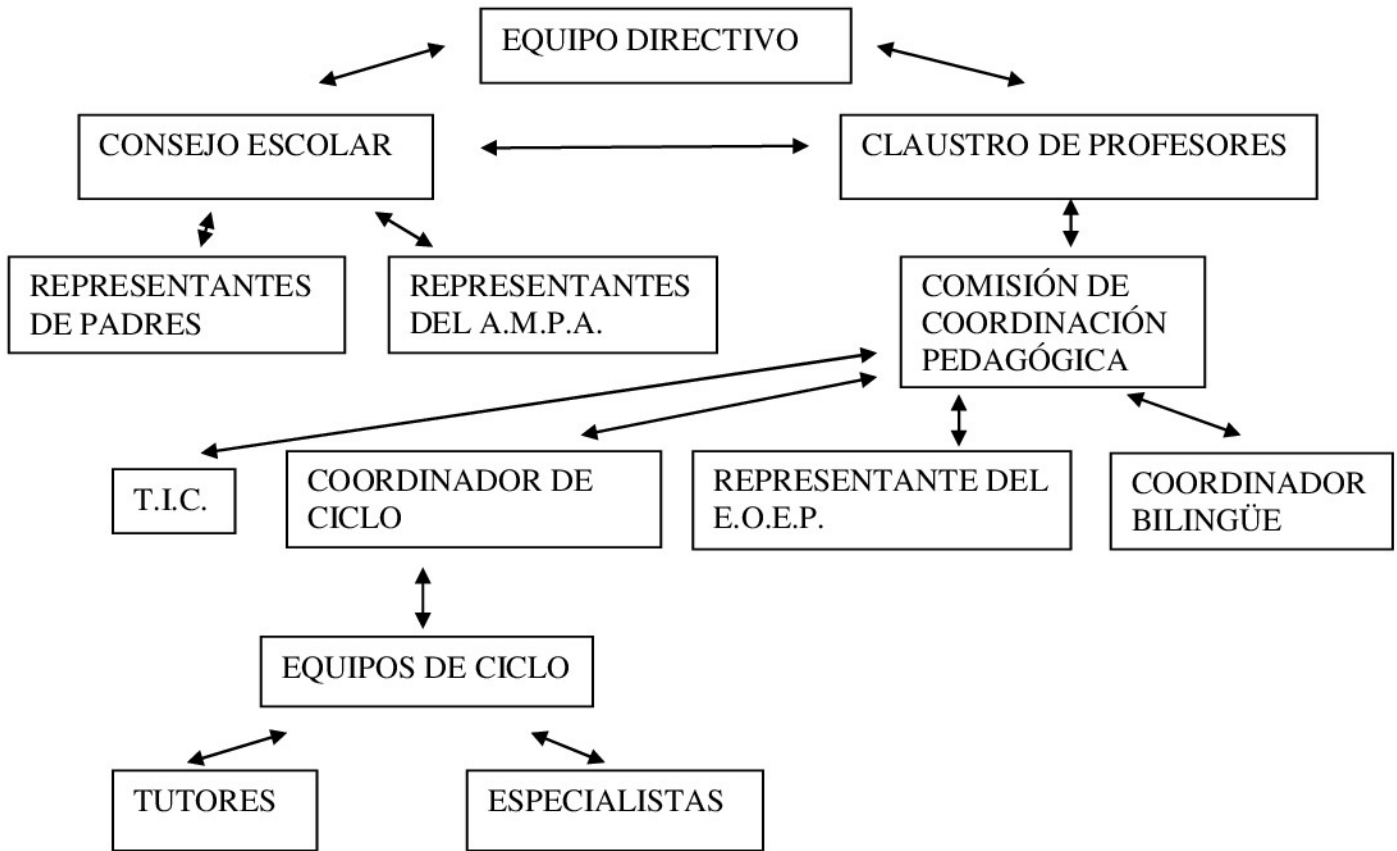 EQUIPO DIRECTIVO
CONSEJO ESCOLAR
CLAUSTRO DE PROFESORES
REPRESENTANTES
DE PADRES
REPRESENTANTES
DEL A.M.P.A.
COMISIÓN DE
COORDINACIÓN
PEDAGÓGICA
T.I.C.
COORDINADOR DE
CICLO
REPRESENTANTE DEL
E.O.E.P.
COORDINADOR
BILINGÜE
EQUIPOS DE CICLO
TUTORES
ESPECIALISTAS